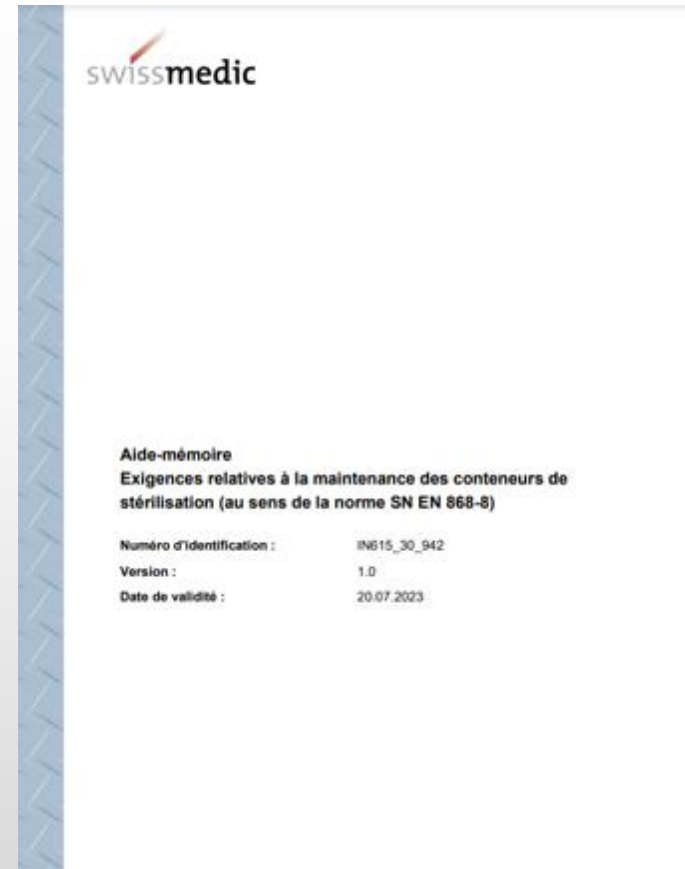 swissmedic
Aide-mémoire
Exigences relatives à la maintenance des conteneurs de
stérilisation (au sens de la norme SN EN 868-8)
Numéro d'identification : IN615_30_942
Version : 1.0
Date de validité : 20.07.2023